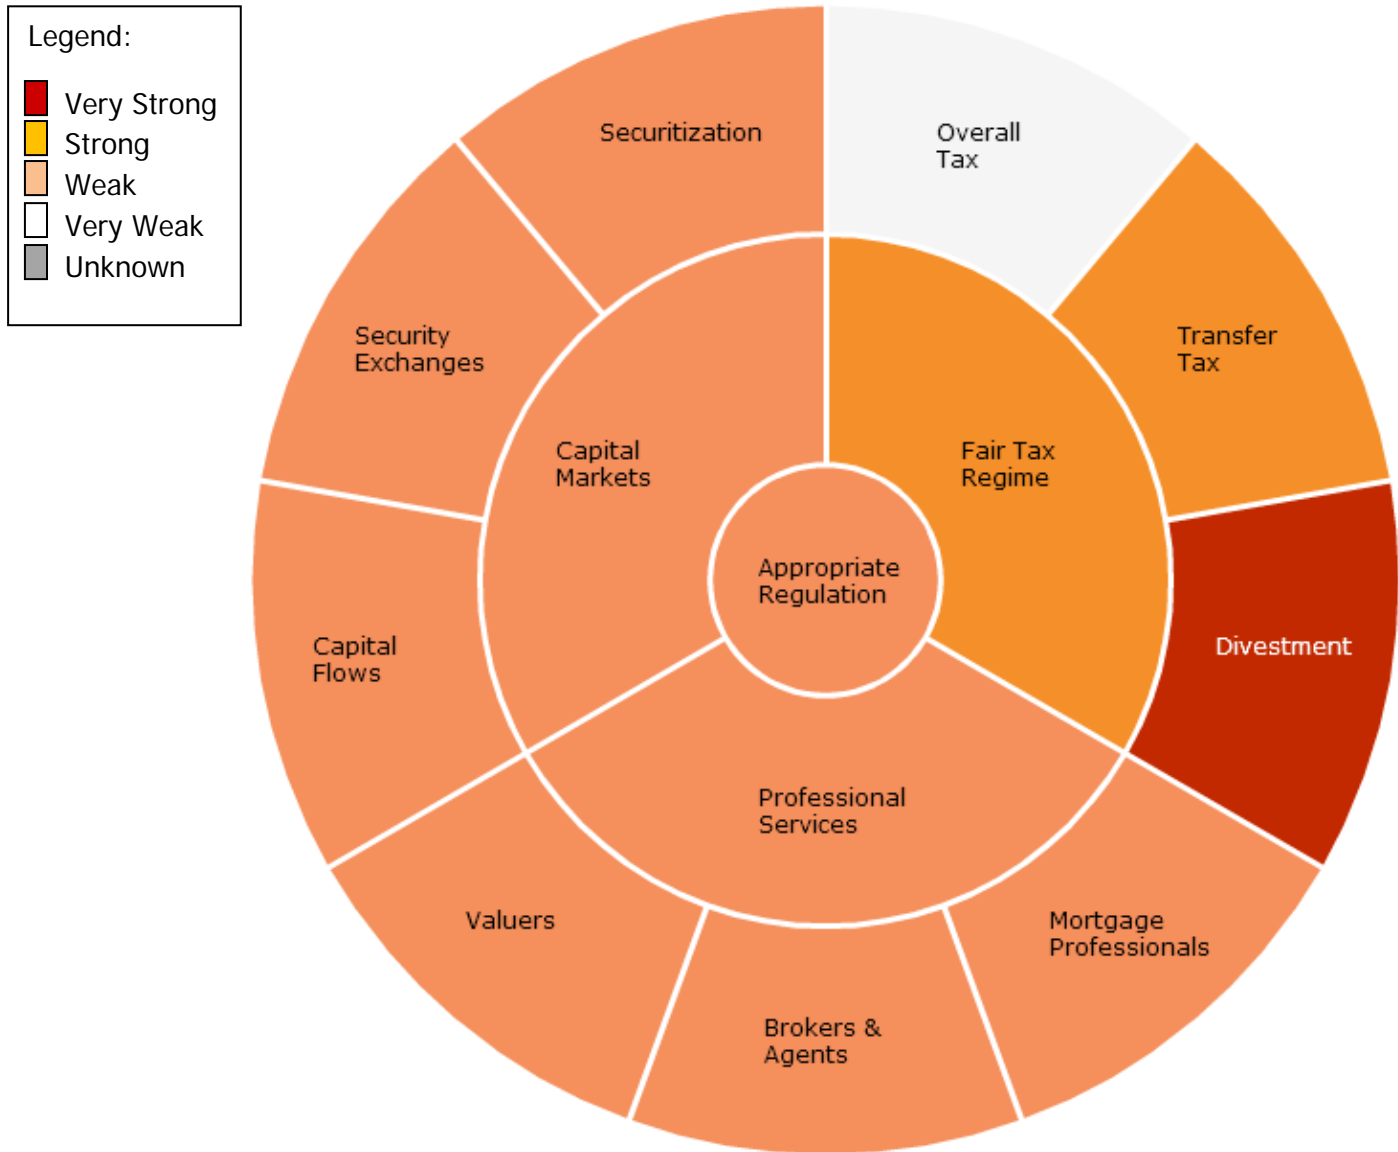 Legend:
Very Strong
Strong
Weak
Very Weak
Unknown
Securitization
Overall
Tax
Security
Exchanges
Transfer
Tax
Capital
Markets
Fair Tax
Regime
Appropriate
Regulation
Capital
Flows
Divestment
Professional
Services
Valuers
Mortgage
Professionals
Brokers &
Agents